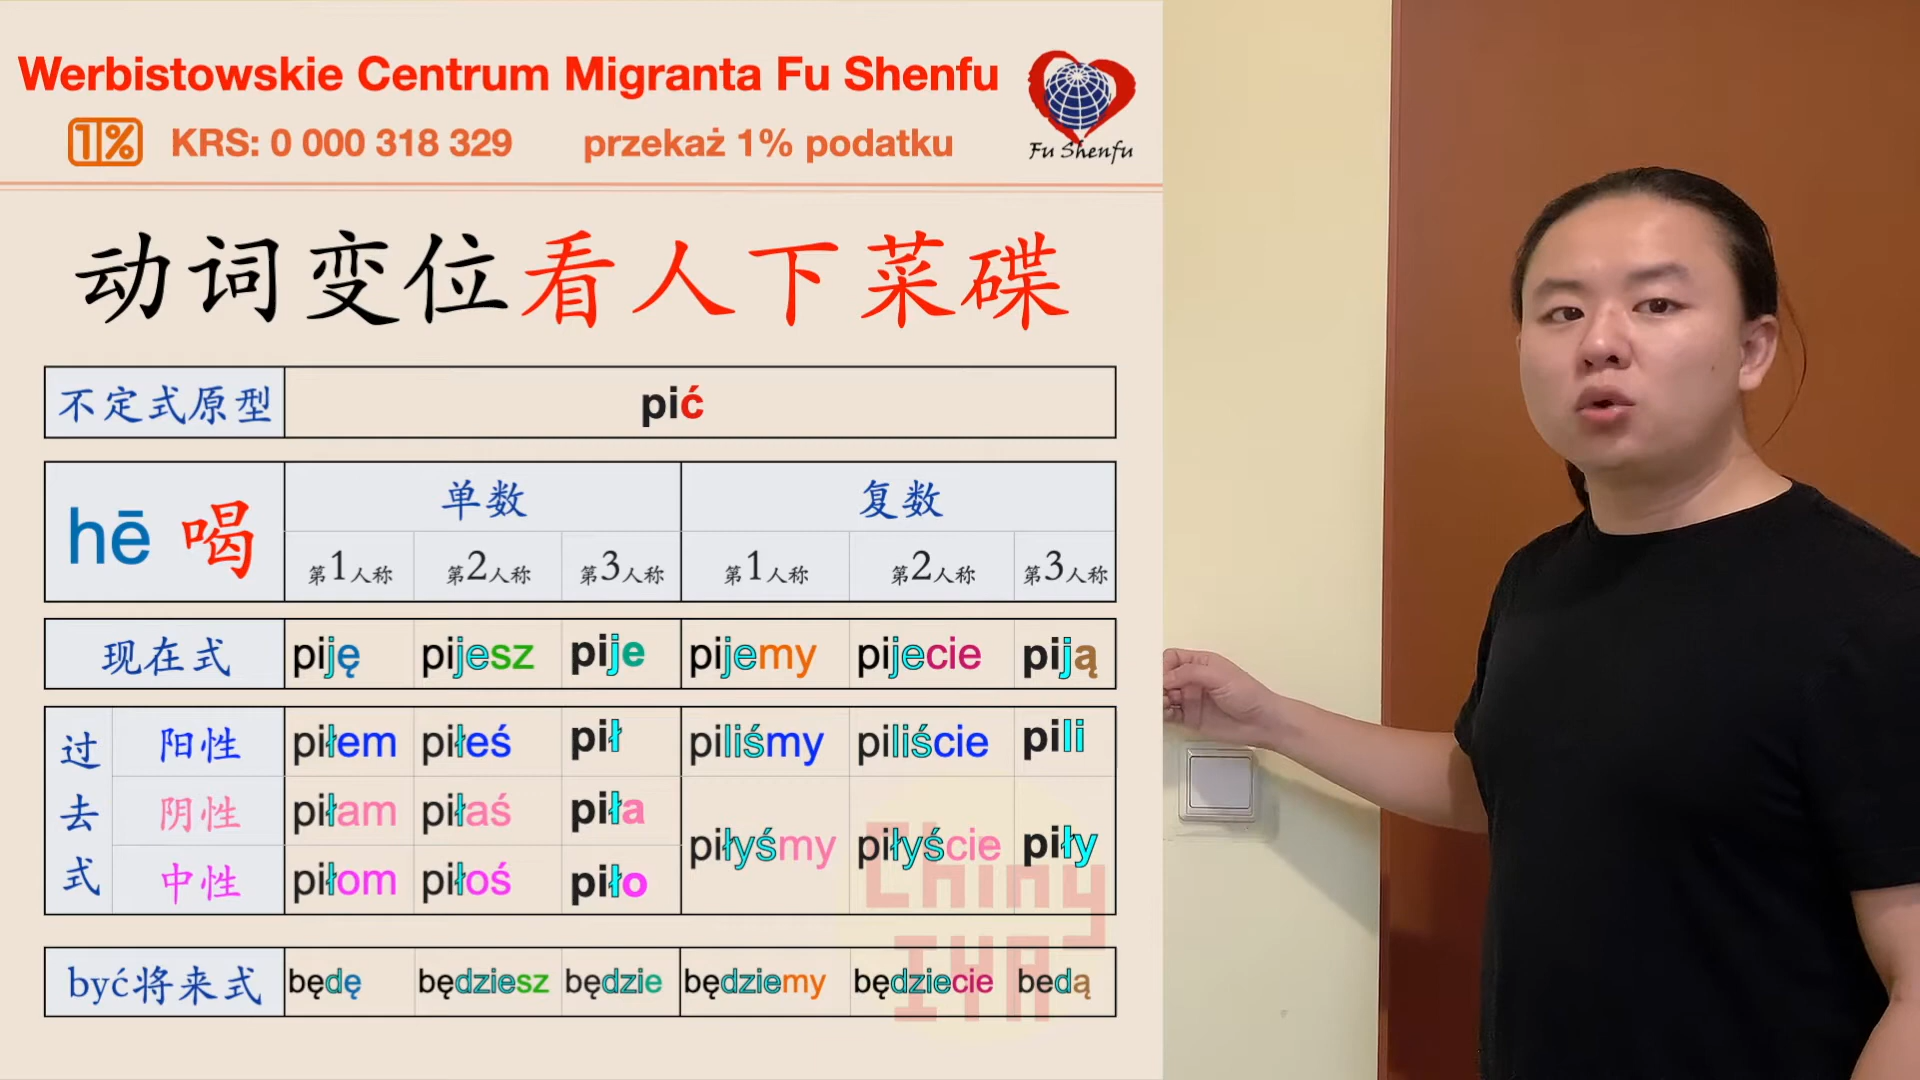 Werbistowskie Centrum Migranta Fu Shenfu
1% KRS: 0 000 318 329 przekaż 1% podatku
Fu Shenfu
动词变位看人下菜碟
不定式原型 pić
hē 喝 单数 复数
第1人称 第2人称 第3人称 第1人称 第2人称 第3人称
现在式 piję pijesz pije pijemy pijecie piją
过去式 阳性 piłem piłeś pił piliśmy piliście pili
阴性 piłam piłaś piła piłyśmy piłyście piły
中性 piłom piłoś piło
być将来式 będę będziesz będzie będziemy będziecie bedą
Chiny
IYA